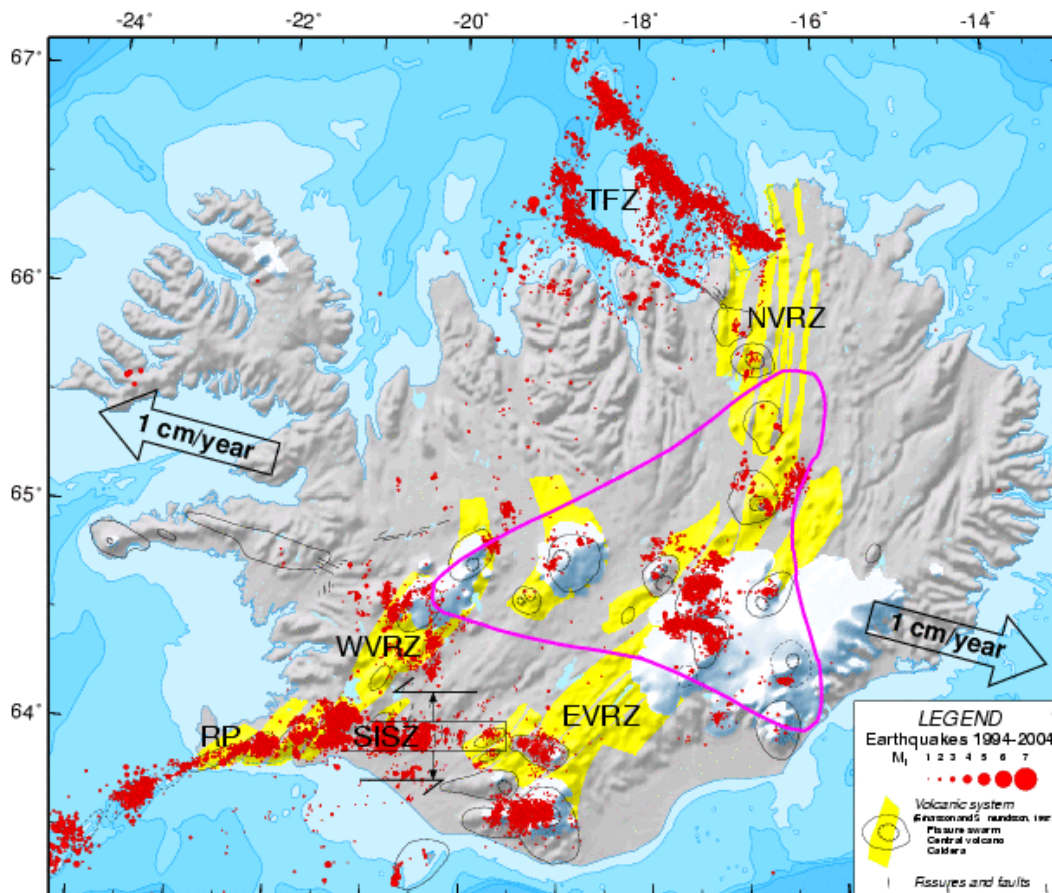 -24° -22° -20° -18° -16° -14°
67°
66°
65°
64°
TFZ
NVRZ
1 cm/year
1 cm/year
WVRZ
EVRZ
RP
SISZ
LEGEND
Earthquakes 1994-2004
M
1 2 3 4 5 6 7
Volcanic system
Fissure swarm
Central volcano
Caldera
Fissures and faults